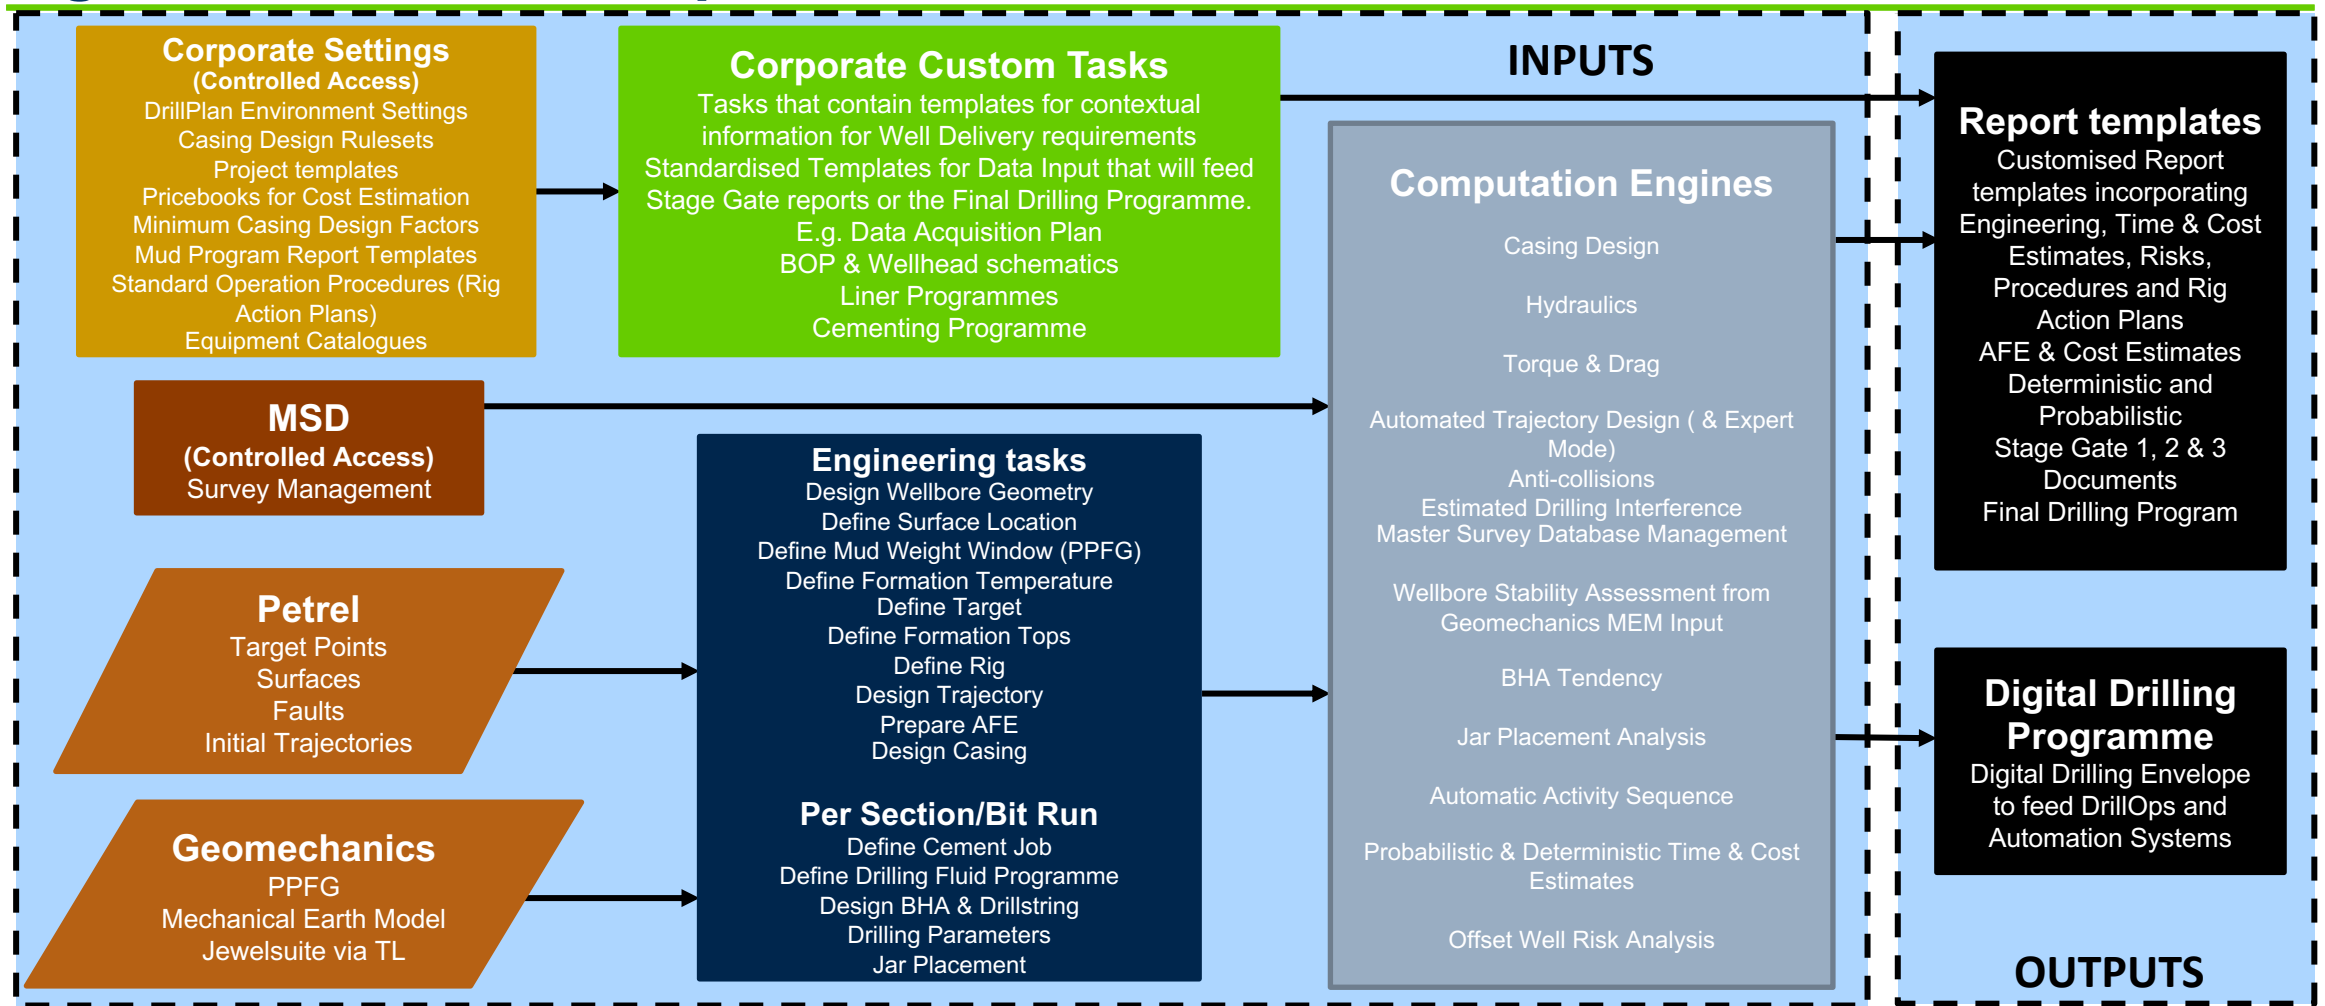 Corporate Settings
(Controlled Access)
DrillPlan Environment Settings
Casing Design Rulesets
Project templates
Pricebooks for Cost Estimation
Minimum Casing Design Factors
Mud Program Report Templates
Standard Operation Procedures (Rig
Action Plans)
Equipment Catalogues
Corporate Custom Tasks
Tasks that contain templates for contextual
information for Well Delivery requirements
Standardised Templates for Data Input that will feed
Stage Gate reports or the Final Drilling Programme.
E.g. Data Acquisition Plan
BOP & Wellhead schematics
Liner Programmes
Cementing Programme
INPUTS
MSD
(Controlled Access)
Survey Management
Petrel
Target Points
Surfaces
Faults
Initial Trajectories
Geomechanics
PPFG
Mechanical Earth Model
Jewelsuite via TL
Engineering tasks
Design Wellbore Geometry
Define Surface Location
Define Mud Weight Window (PPFG)
Define Formation Temperature
Define Target
Define Formation Tops
Define Rig
Design Trajectory
Prepare AFE
Design Casing
Per Section/Bit Run
Define Cement Job
Define Drilling Fluid Programme
Design BHA & Drillstring
Drilling Parameters
Jar Placement
Computation Engines
Casing Design
Hydraulics
Torque & Drag
Automated Trajectory Design ( & Expert
Mode)
Anti-collisions
Estimated Drilling Interference
Master Survey Database Management
Wellbore Stability Assessment from
Geomechanics MEM Input
BHA Tendency
Jar Placement Analysis
Automatic Activity Sequence
Probabilistic & Deterministic Time & Cost
Estimates
Offset Well Risk Analysis
Report templates
Customised Report
templates incorporating
Engineering, Time & Cost
Estimates, Risks,
Procedures and Rig
Action Plans
AFE & Cost Estimates
Deterministic and
Probabilistic
Stage Gate 1, 2 & 3
Documents
Final Drilling Program
Digital Drilling
Programme
Digital Drilling Envelope
to feed DrillOps and
Automation Systems
OUTPUTS